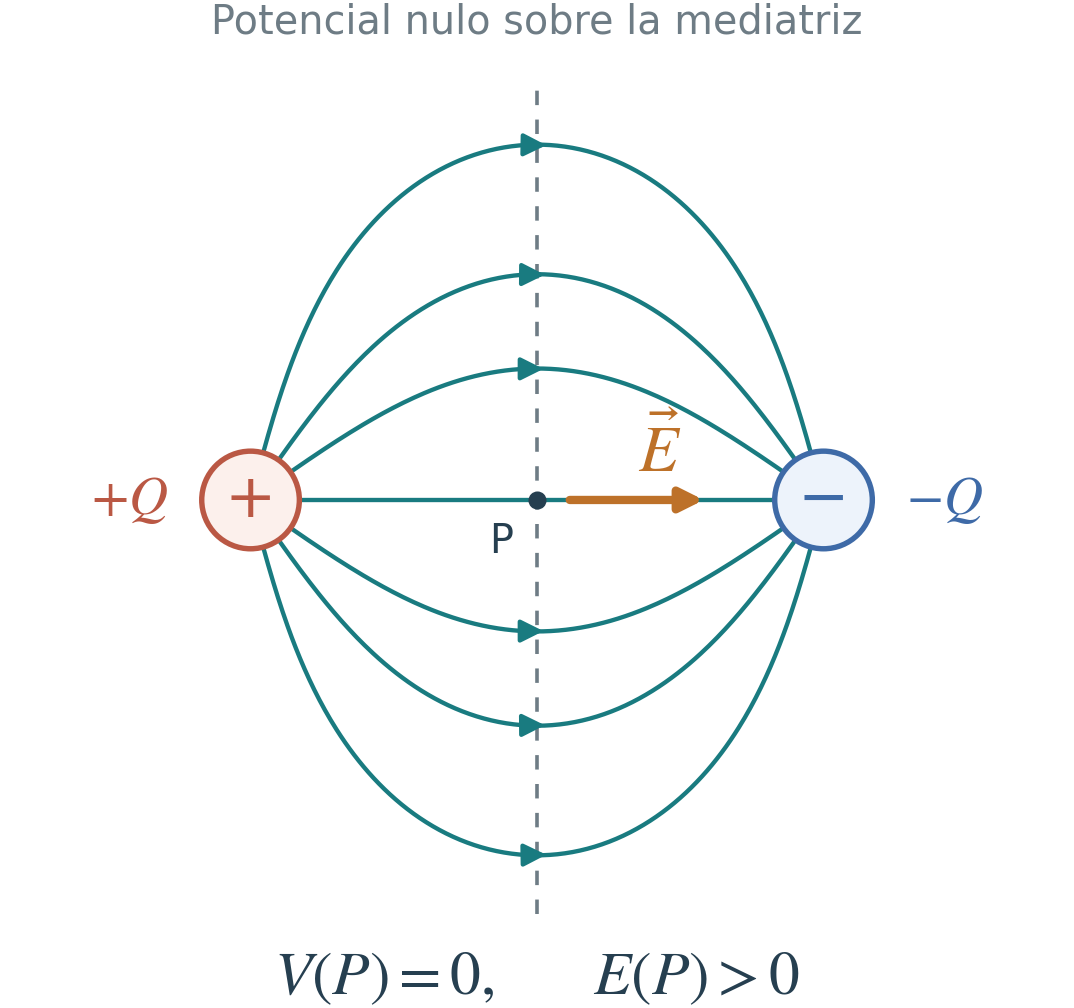 Potencial nulo sobre la mediatriz
E⃗
+Q + − −Q
P
V(P) = 0, E(P) > 0